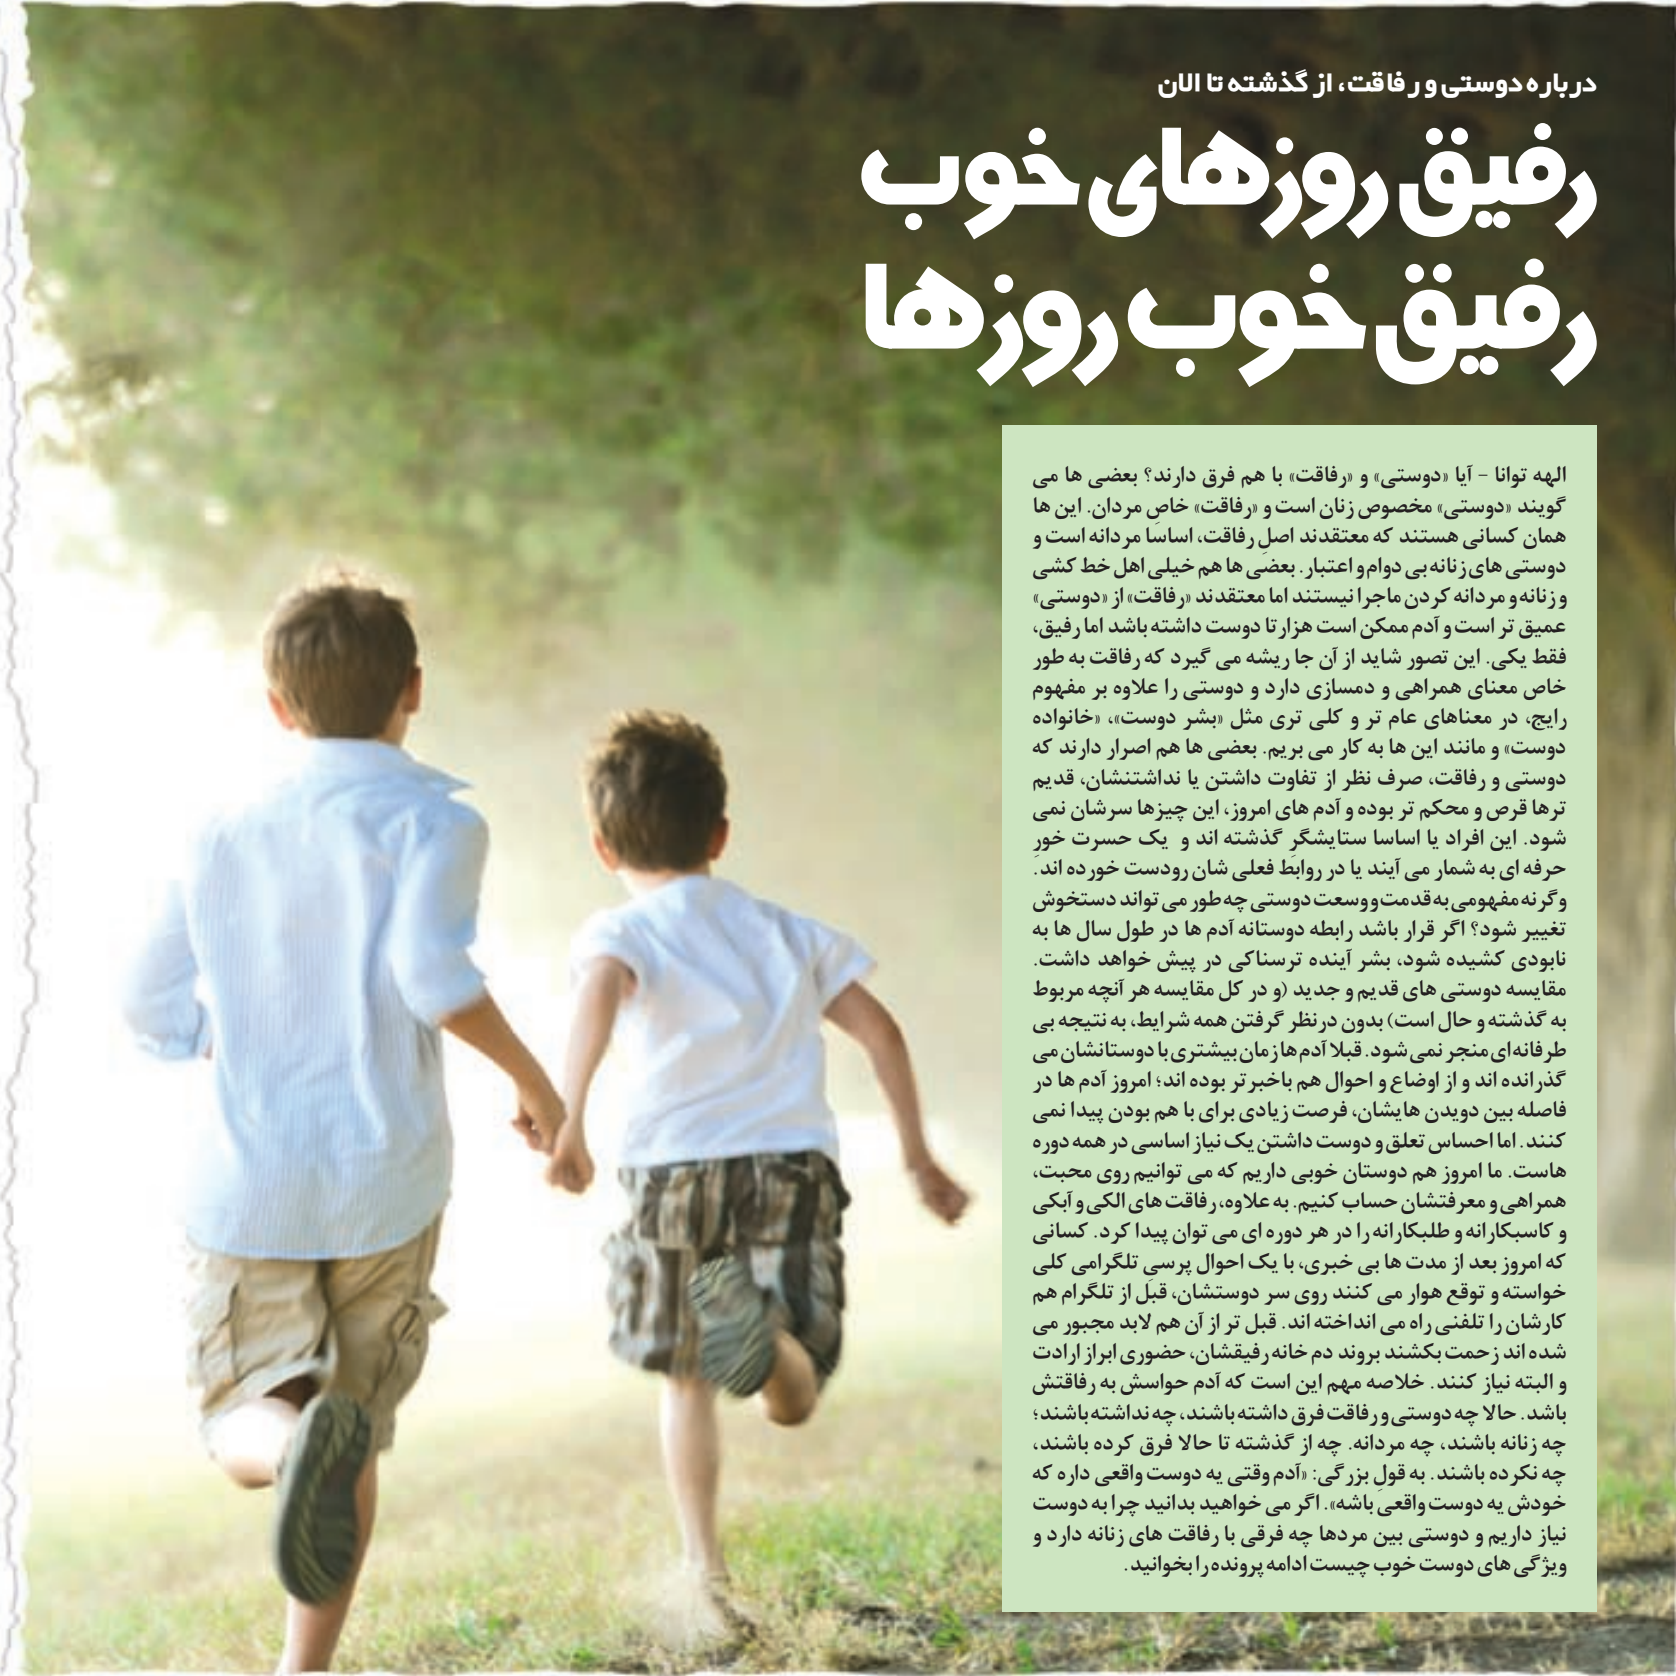 درباره دوستی و رفاقت، از گذشته تا الان
رفیق روزهای خوب
رفیق خوب روزها
الهه توانا - آیا «دوستی» و «رفاقت» با هم فرق دارند؟ بعضی ها می
گویند «دوستی» مخصوص زنان است و «رفاقت» خاصِ مردان. این ها
همان کسانی هستند که معتقدند اصلِ رفاقت، اساسا مردانه است و
دوستی های زنانه بی دوام و اعتبار. بعضی ها هم خیلی اهل خط کشی
و زنانه و مردانه کردن ماجرا نیستند اما معتقدند «رفاقت» از «دوستی»
عمیق تر است و آدم ممکن است هزار تا دوست داشته باشد اما رفیق،
فقط یکی. این تصور شاید از آن جا ریشه می گیرد که رفاقت به طور
خاص معنای همراهی و دمسازی دارد و دوستی را علاوه بر مفهوم
رایج، در معناهای عام تر و کلی تری مثل «بشر دوست»، «خانواده
دوست» و مانند این ها به کار می بریم. بعضی ها هم اصرار دارند که
دوستی و رفاقت، صرف نظر از تفاوت داشتن یا نداشتنشان، قدیم
ترها قرص و محکم تر بوده و آدم های امروز، این چیزها سرشان نمی
شود. این افراد یا اساسا ستایشگرِ گذشته اند و یک حسرت خورِ
حرفه ای به شمار می آیند یا در روابط فعلی شان رودست خورده اند.
وگرنه مفهومی به قدمت و وسعت دوستی چه طور می تواند دستخوش
تغییر شود؟ اگر قرار باشد رابطه دوستانه آدم ها در طول سال ها به
نابودی کشیده شود، بشر آینده ترسناکی در پیش خواهد داشت.
مقایسه دوستی های قدیم و جدید (و در کل مقایسه هر آنچه مربوط
به گذشته و حال است) بدون درنظر گرفتن همه شرایط، به نتیجه بی
طرفانه ای منجر نمی شود. قبلا آدم ها زمان بیشتری با دوستانشان می
گذرانده اند و از اوضاع و احوال هم باخبرتر بوده اند؛ امروز آدم ها در
فاصله بین دویدن هایشان، فرصت زیادی برای با هم بودن پیدا نمی
کنند. اما احساس تعلق و دوست داشتن یک نیاز اساسی در همه دوره
هاست. ما امروز هم دوستان خوبی داریم که می توانیم روی محبت،
همراهی و معرفتشان حساب کنیم. به علاوه، رفاقت های الکی و آبکی
و کاسبکارانه و طلبکارانه را در هر دوره ای می توان پیدا کرد. کسانی
که امروز بعد از مدت ها بی خبری، با یک احوال پرسیِ تلگرامی کلی
خواسته و توقع هوار می کنند روی سر دوستشان، قبل از تلگرام هم
کارشان را تلفنی راه می انداخته اند. قبل تر از آن هم لابد مجبور می
شده اند زحمت بکشند بروند دم خانه رفیقشان، حضوری ابراز ارادت
و البته نیاز کنند. خلاصه مهم این است که آدم حواسش به رفاقتش
باشد. حالا چه دوستی و رفاقت فرق داشته باشند، چه نداشته باشند؛
چه زنانه باشند، چه مردانه. چه از گذشته تا حالا فرق کرده باشند،
چه نکرده باشند. به قولِ بزرگی: «آدم وقتی یه دوست واقعی داره که
خودش یه دوست واقعی باشه». اگر می خواهید بدانید چرا به دوست
نیاز داریم و دوستی بین مردها چه فرقی با رفاقت های زنانه دارد و
ویژگی های دوست خوب چیست ادامه پرونده را بخوانید.